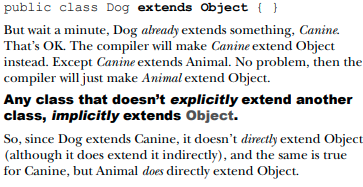 public class Dog extends Object { }
But wait a minute, Dog already extends something, Canine.
That's OK. The compiler will make Canine extend Object
instead. Except Canine extends Animal. No problem, then the
compiler will just make Animal extend Object.
Any class that doesn't explicitly extend another
class, implicitly extends Object.
So, since Dog extends Canine, it doesn't directly extend Object
(although it does extend it indirectly), and the same is true
for Canine, but Animal does directly extend Object.